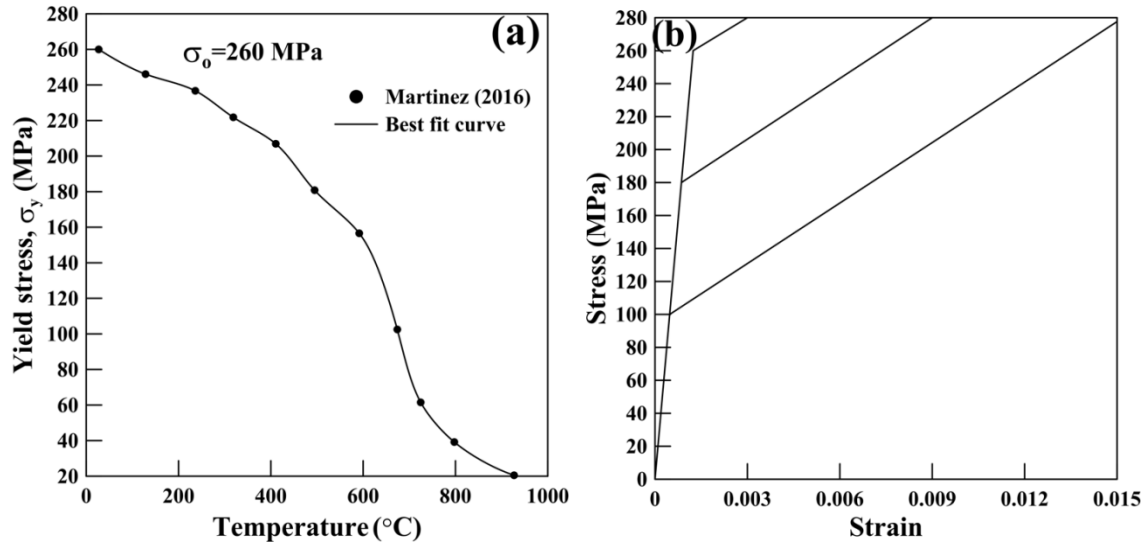 (a)
σₒ=260 MPa
Martinez (2016)
Best fit curve
Yield stress, σᵧ (MPa)
280
260
240
220
200
180
160
140
120
100
80
60
40
20
0 200 400 600 800 1000
Temperature (°C)
(b)
Stress (MPa)
280
260
240
220
200
180
160
140
120
100
80
60
40
20
0
0 0.003 0.006 0.009 0.012 0.015
Strain